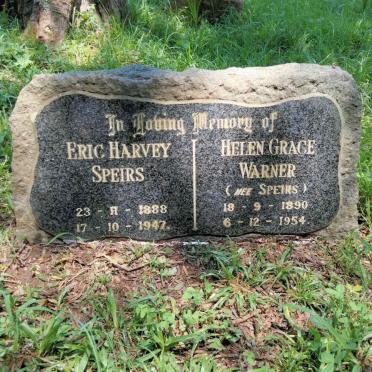 In Loving Memory of
ERIC HARVEY
SPEIRS
23 - 11 - 1888
17 - 10 - 1947.
HELEN GRACE
WARNER
( NEE SPEIRS )
18 - 9 - 1890
6 - 12 - 1954.